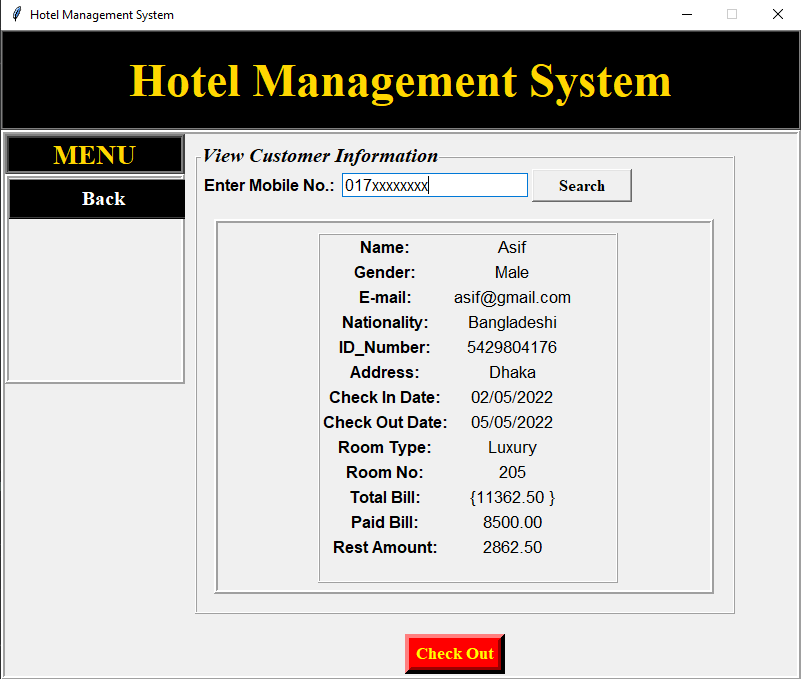 Hotel Management System
Hotel Management System
MENU
Back
View Customer Information
Enter Mobile No.: 017xxxxxxxx Search
Name: Asif
Gender: Male
E-mail: asif@gmail.com
Nationality: Bangladeshi
ID_Number: 5429804176
Address: Dhaka
Check In Date: 02/05/2022
Check Out Date: 05/05/2022
Room Type: Luxury
Room No: 205
Total Bill: {11362.50 }
Paid Bill: 8500.00
Rest Amount: 2862.50
Check Out